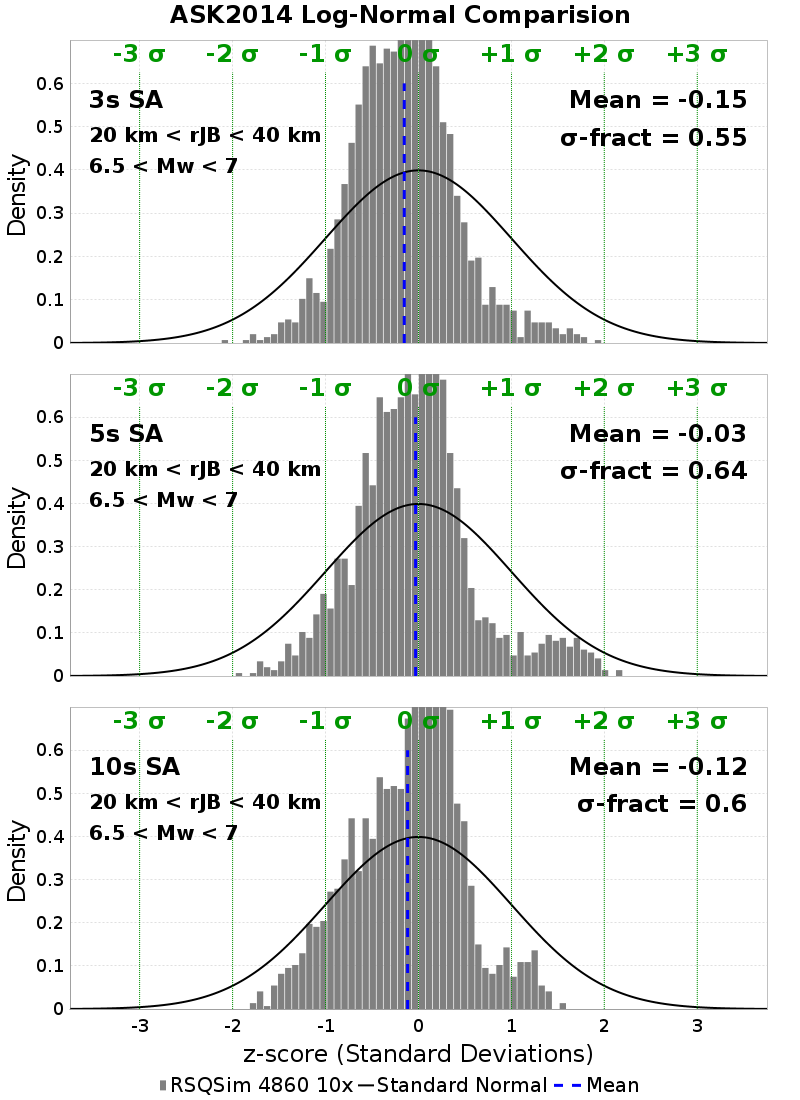 ASK2014 Log-Normal Comparision
-3 σ -2 σ -1 σ 0 σ +1 σ +2 σ +3 σ
3s SA
20 km < rJB < 40 km
6.5 < Mw < 7
Mean = -0.15
σ-fract = 0.55
Density
0.6
0.5
0.4
0.3
0.2
0.1
0
-3 σ -2 σ -1 σ 0 σ +1 σ +2 σ +3 σ
5s SA
20 km < rJB < 40 km
6.5 < Mw < 7
Mean = -0.03
σ-fract = 0.64
Density
0.6
0.5
0.4
0.3
0.2
0.1
0
-3 σ -2 σ -1 σ 0 σ +1 σ +2 σ +3 σ
10s SA
20 km < rJB < 40 km
6.5 < Mw < 7
Mean = -0.12
σ-fract = 0.6
Density
0.6
0.5
0.4
0.3
0.2
0.1
0
-3 -2 -1 0 1 2 3
z-score (Standard Deviations)
RSQSim 4860 10x Standard Normal Mean